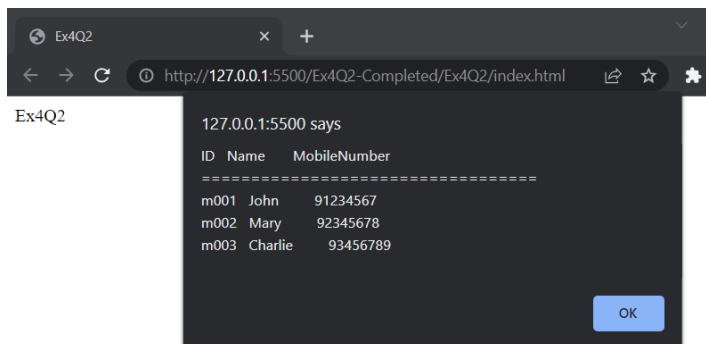 Ex4Q2
http://127.0.0.1:5500/Ex4Q2-Completed/Ex4Q2/index.html
Ex4Q2
127.0.0.1:5500 says
ID Name MobileNumber
==================================
m001 John 91234567
m002 Mary 92345678
m003 Charlie 93456789
OK